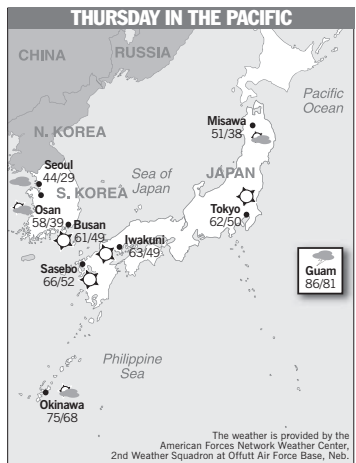 THURSDAY IN THE PACIFIC
CHINA
RUSSIA
Pacific
Ocean
Misawa
51/38
N. KOREA
Seoul
44/29
Sea of
Japan
JAPAN
S. KOREA
Osan
58/39
Busan
61/49
Tokyo
62/50
Iwakuni
63/49
Sasebo
66/52
Guam
86/81
Philippine
Sea
Okinawa
75/68
The weather is provided by the
American Forces Network Weather Center,
2nd Weather Squadron at Offutt Air Force Base, Neb.